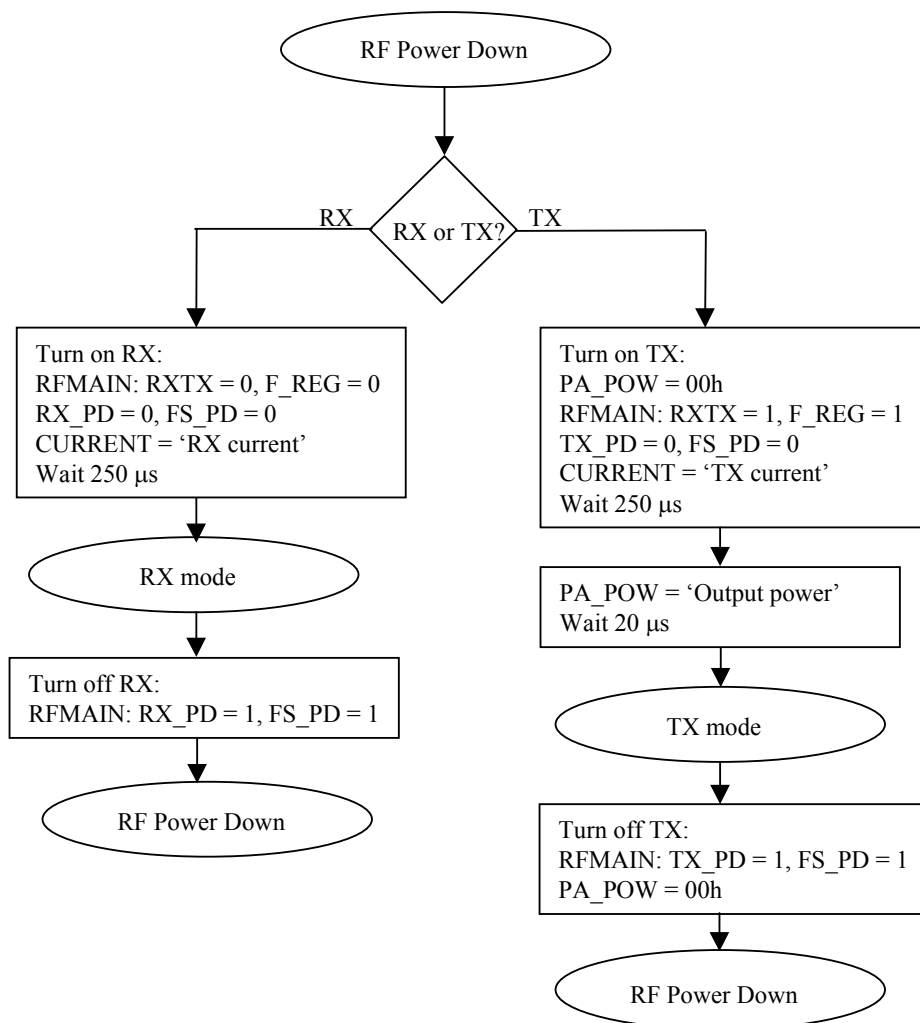 RF Power Down
RX or TX?
RX
TX
Turn on RX:
RFMAIN: RXTX = 0, F_REG = 0
RX_PD = 0, FS_PD = 0
CURRENT = ‘RX current’
Wait 250 µs
RX mode
Turn off RX:
RFMAIN: RX_PD = 1, FS_PD = 1
RF Power Down
Turn on TX:
PA_POW = 00h
RFMAIN: RXTX = 1, F_REG = 1
TX_PD = 0, FS_PD = 0
CURRENT = ‘TX current’
Wait 250 µs
PA_POW = ‘Output power’
Wait 20 µs
TX mode
Turn off TX:
RFMAIN: TX_PD = 1, FS_PD = 1
PA_POW = 00h
RF Power Down